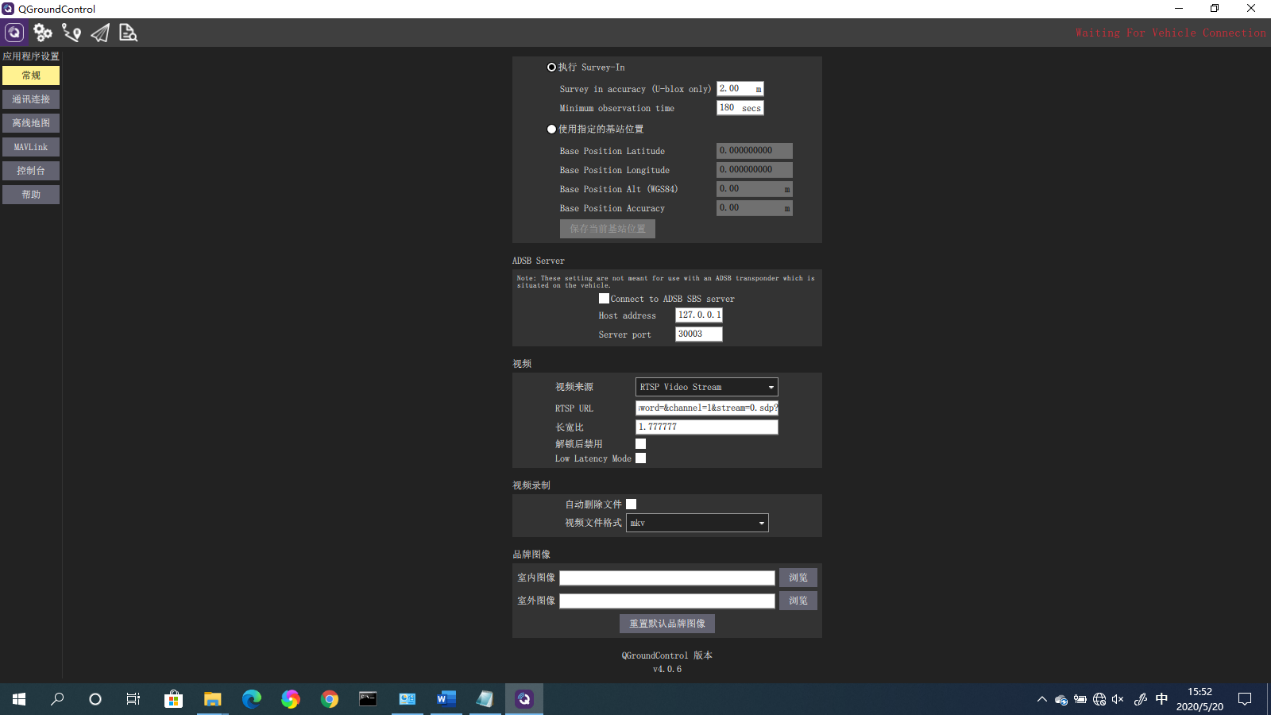 QGroundControl
Waiting For Vehicle Connection
应用程序设置
常规
通讯连接
离线地图
MAVLink
控制台
帮助
执行 Survey-In
Survey in accuracy (U-blox only) 2.00 m
Minimum observation time 180 secs
使用指定的基站位置
Base Position Latitude 0.000000000
Base Position Longitude 0.000000000
Base Position Alt (WGS84) 0.00 m
Base Position Accuracy 0.00 m
保存当前基站位置
ADSB Server
Note: These setting are not meant for use with an ADSB transponder which is
situated on the vehicle.
Connect to ADSB SBS server
Host address 127.0.0.1
Server port 30003
视频
视频来源 RTSP Video Stream
RTSP URL word=&channel=1&stream=0.sdp?
长宽比 1.777777
解锁后禁用
Low Latency Mode
视频录制
自动删除文件
视频文件格式 mkv
品牌图像
室内图像 浏览
室外图像 浏览
重置默认品牌图像
QGroundControl 版本
v4.0.6
中
15:52
2020/5/20